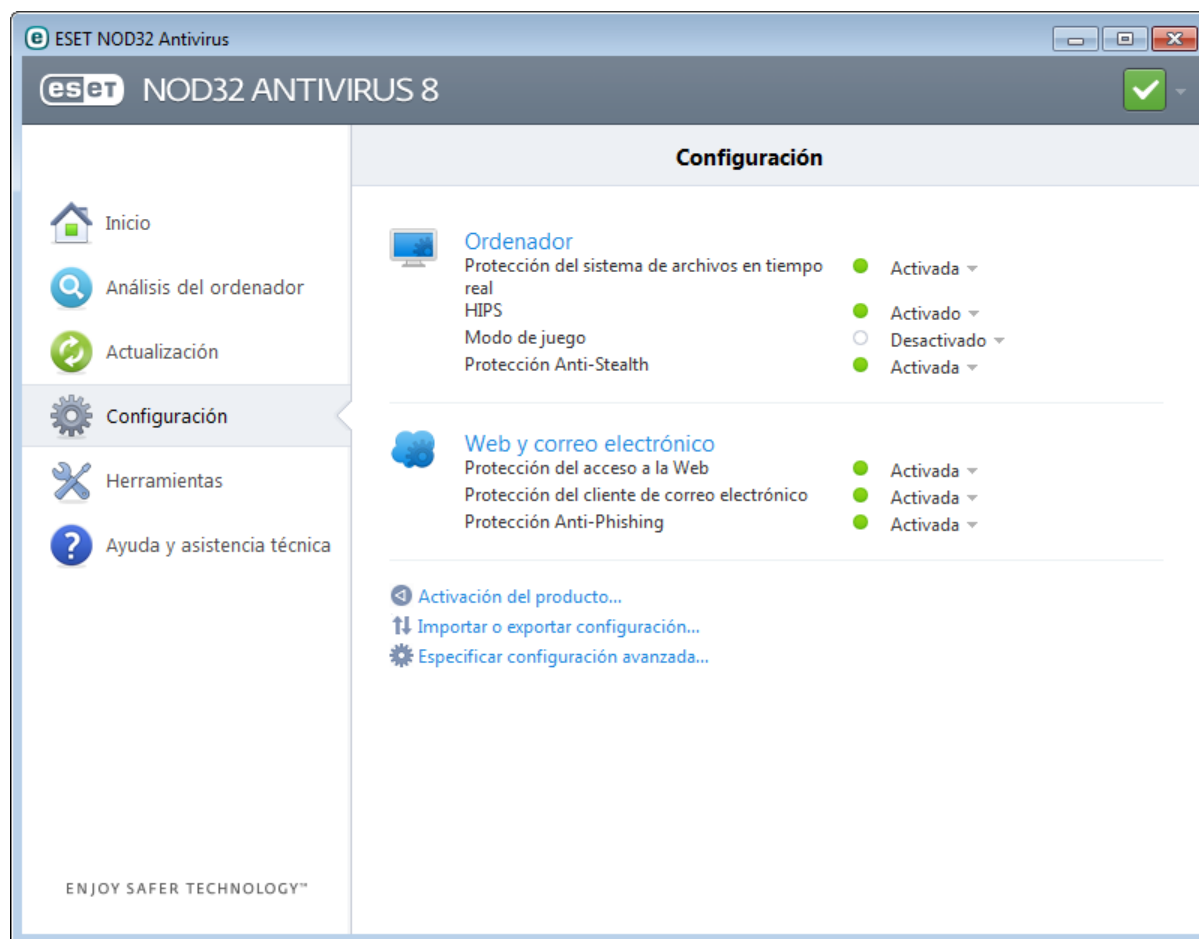 ESET NOD32 Antivirus
eset NOD32 ANTIVIRUS 8
Configuración
Inicio
Análisis del ordenador
Actualización
Configuración
Herramientas
Ayuda y asistencia técnica
ENJOY SAFER TECHNOLOGY™
Ordenador
Protección del sistema de archivos en tiempo
real
Activada
HIPS Activado
Modo de juego Desactivado
Protección Anti-Stealth Activada
Web y correo electrónico
Protección del acceso a la Web Activada
Protección del cliente de correo electrónico Activada
Protección Anti-Phishing Activada
Activación del producto...
Importar o exportar configuración...
Especificar configuración avanzada...